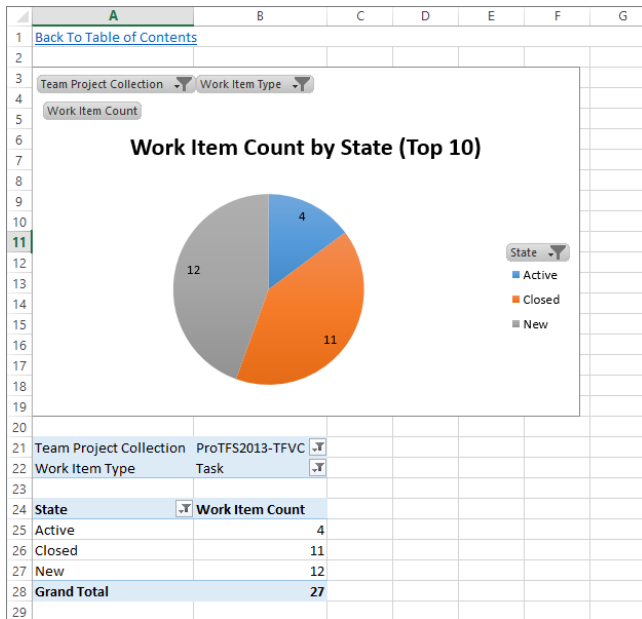 A B C D E F G
1 Back To Table of Contents
2
3 Team Project Collection Work Item Type
4
5 Work Item Count
6 Work Item Count by State (Top 10)
7
8
9
10 4
11
12 State
13 12 Active
14 Closed
15 New
16 11
17
18
19
20
21 Team Project Collection ProTFS2013-TFVC
22 Work Item Type Task
23
24 State Work Item Count
25 Active 4
26 Closed 11
27 New 12
28 Grand Total 27
29